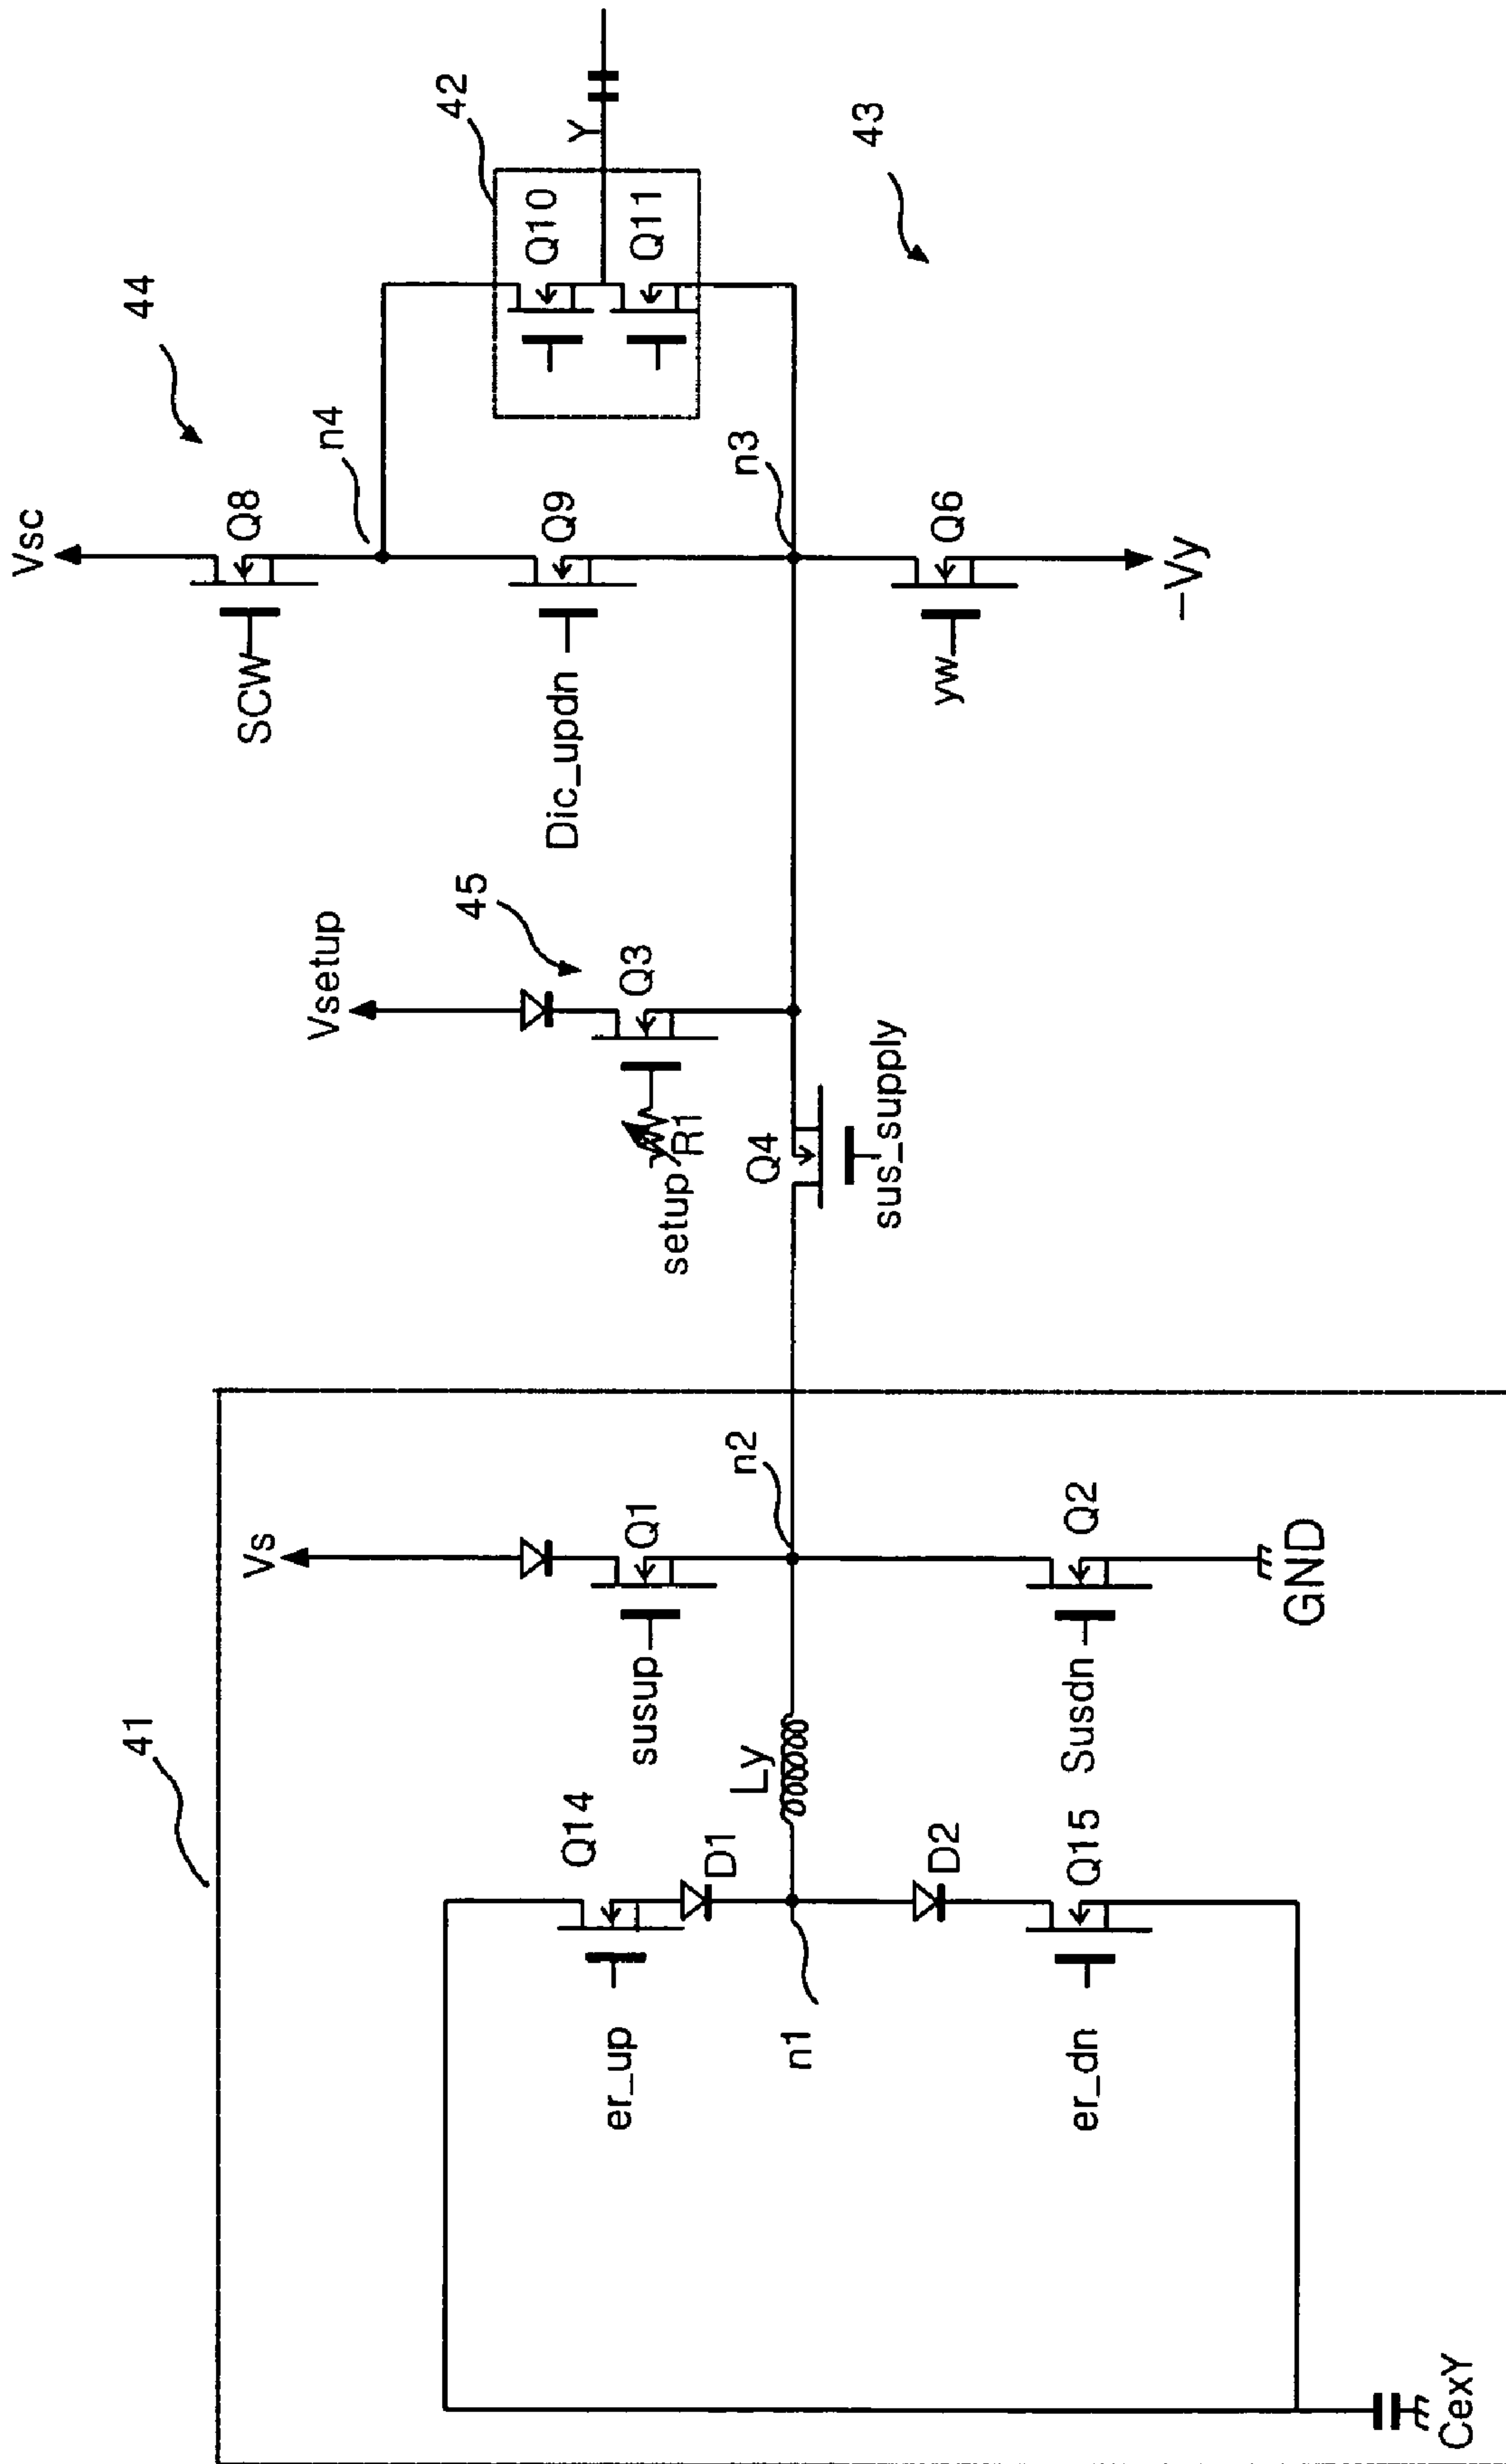 41
44
42
43
45
Vsc
SCW
Q8
n4
Q10
Q11
Y
Dic_updn
Q9
n3
yw
Q6
−Vy
Vsetup
Q3
setup
R1
Q4
sus_supply
Vs
susup
Q1
n2
Susdn
Q2
GND
Ly
er_up
Q14
D1
n1
D2
er_dn
Q15
CexY